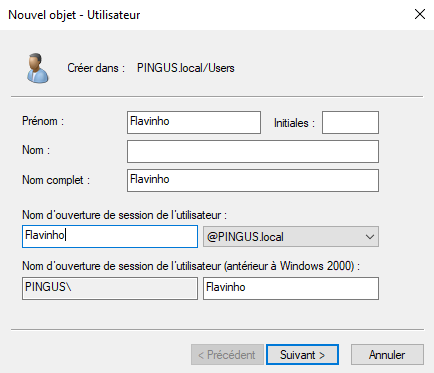 Nouvel objet - Utilisateur
Créer dans : PINGUS.local/Users
Prénom : Flavinho Initiales :
Nom :
Nom complet : Flavinho
Nom d'ouverture de session de l'utilisateur :
Flavinho @PINGUS.local
Nom d'ouverture de session de l'utilisateur (antérieur à Windows 2000) :
PINGUS\ Flavinho
< Précédent Suivant > Annuler